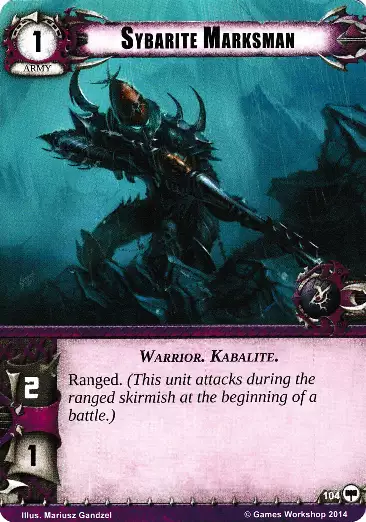 1
ARMY
SYBARITE MARKSMAN
WARRIOR. KABALITE.
2
Ranged. (This unit attacks during the
ranged skirmish at the beginning of a
battle.)
1
104
Illus. Mariusz Gandzel
© Games Workshop 2014